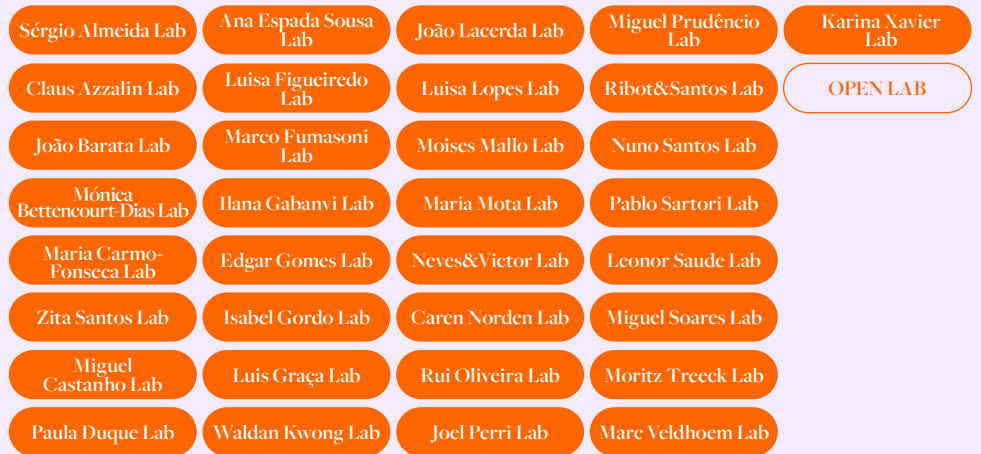 Sérgio Almeida Lab
Ana Espada Sousa
Lab
João Lacerda Lab
Miguel Prudêncio
Lab
Karina Xavier
Lab
Claus Azzalin Lab
Luisa Figueiredo
Lab
Luisa Lopes Lab
Ribot&Santos Lab
OPEN LAB
João Barata Lab
Marco Fumasoni
Lab
Moises Mallo Lab
Nuno Santos Lab
Mónica
Bettencourt-Dias Lab
Ilana Gabanvi Lab
Maria Mota Lab
Pablo Sartori Lab
Maria Carmo-
Fonseca Lab
Edgar Gomes Lab
Neves&Victor Lab
Leonor Saude Lab
Zita Santos Lab
Isabel Gordo Lab
Caren Norden Lab
Miguel Soares Lab
Miguel
Castanho Lab
Luis Graça Lab
Rui Oliveira Lab
Moritz Treeck Lab
Paula Duque Lab
Waldan Kwong Lab
Joel Perri Lab
Marc Veldhoem Lab